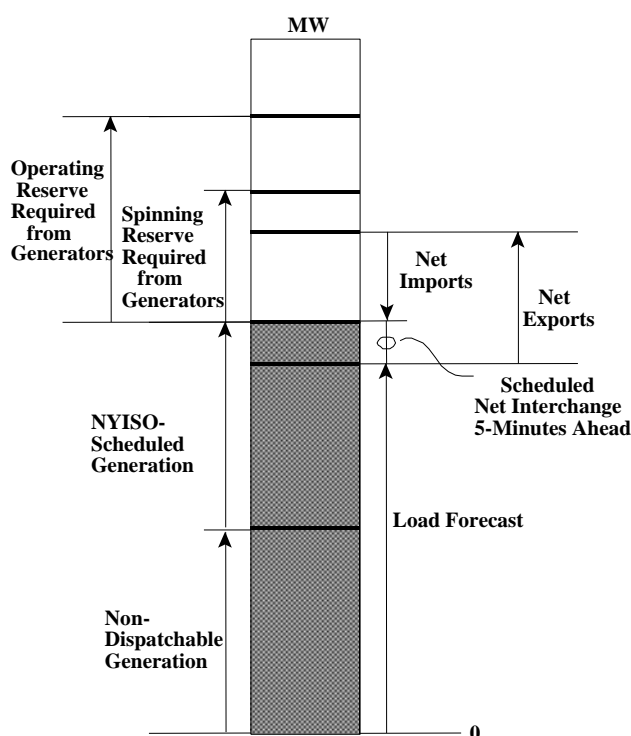 MW
Operating
Reserve
Required
from
Generators
Spinning
Reserve
Required
from
Generators
Net
Imports
Net
Exports
Scheduled
Net Interchange
5-Minutes Ahead
NYISO-
Scheduled
Generation
Load Forecast
Non-
Dispatchable
Generation
0